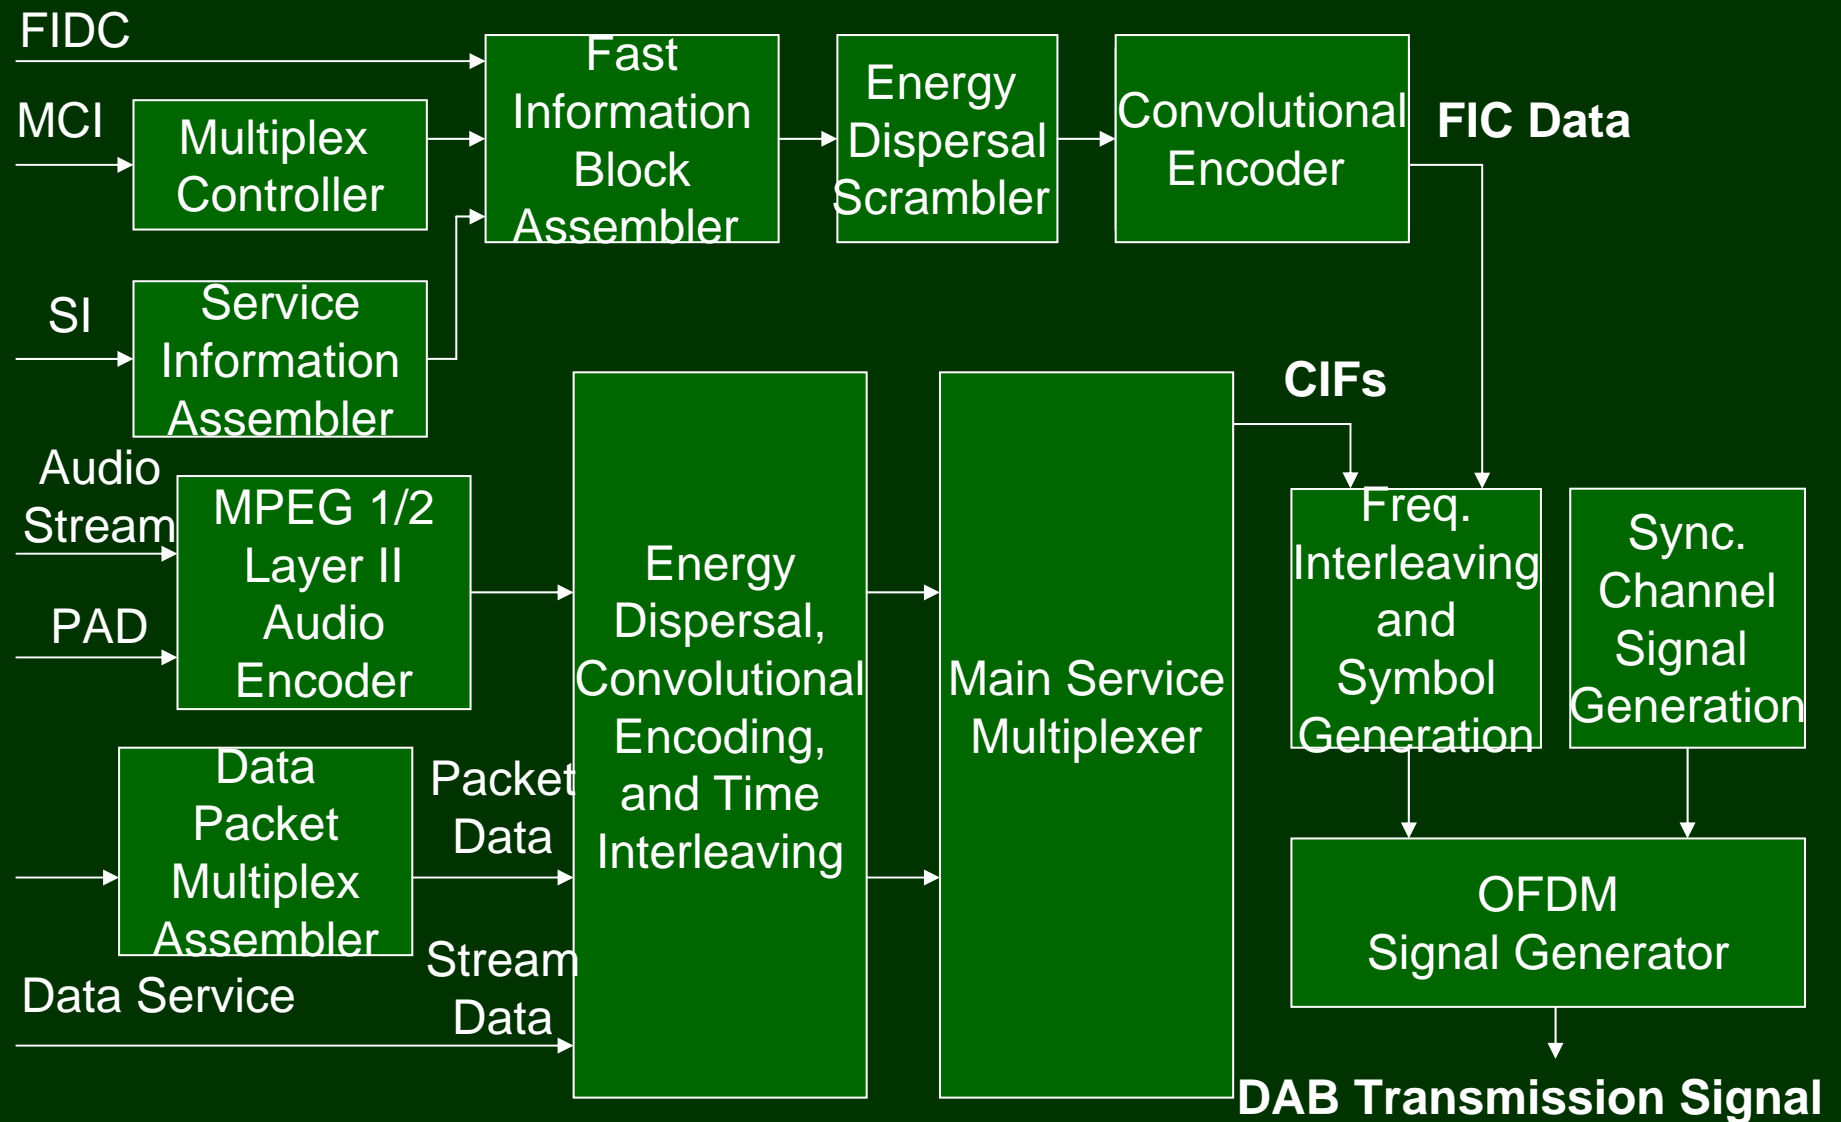 FIDC
MCI
Multiplex
Controller
Fast
Information
Block
Assembler
Energy
Dispersal
Scrambler
Convolutional
Encoder
FIC Data
SI
Service
Information
Assembler
CIFs
Audio
Stream
PAD
MPEG 1/2
Layer II
Audio
Encoder
Energy
Dispersal,
Convolutional
Encoding,
and Time
Interleaving
Main Service
Multiplexer
Freq.
Interleaving
and
Symbol
Generation
Sync.
Channel
Signal
Generation
Data
Packet
Multiplex
Assembler
Packet
Data
Stream
Data
Data Service
OFDM
Signal Generator
DAB Transmission Signal